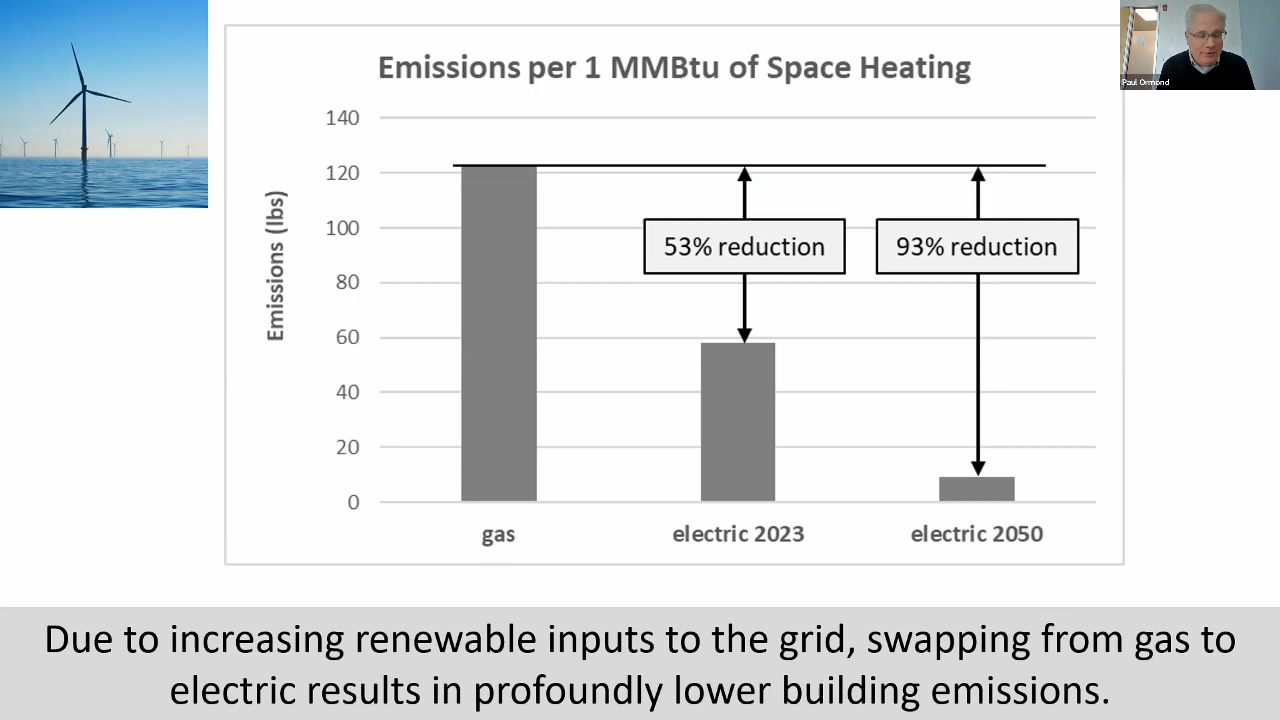 Emissions per 1 MMBtu of Space Heating
Paul Ormond
140
120
100
80
60
40
20
0
Emissions (lbs)
53% reduction
93% reduction
gas
electric 2023
electric 2050
Due to increasing renewable inputs to the grid, swapping from gas to
electric results in profoundly lower building emissions.